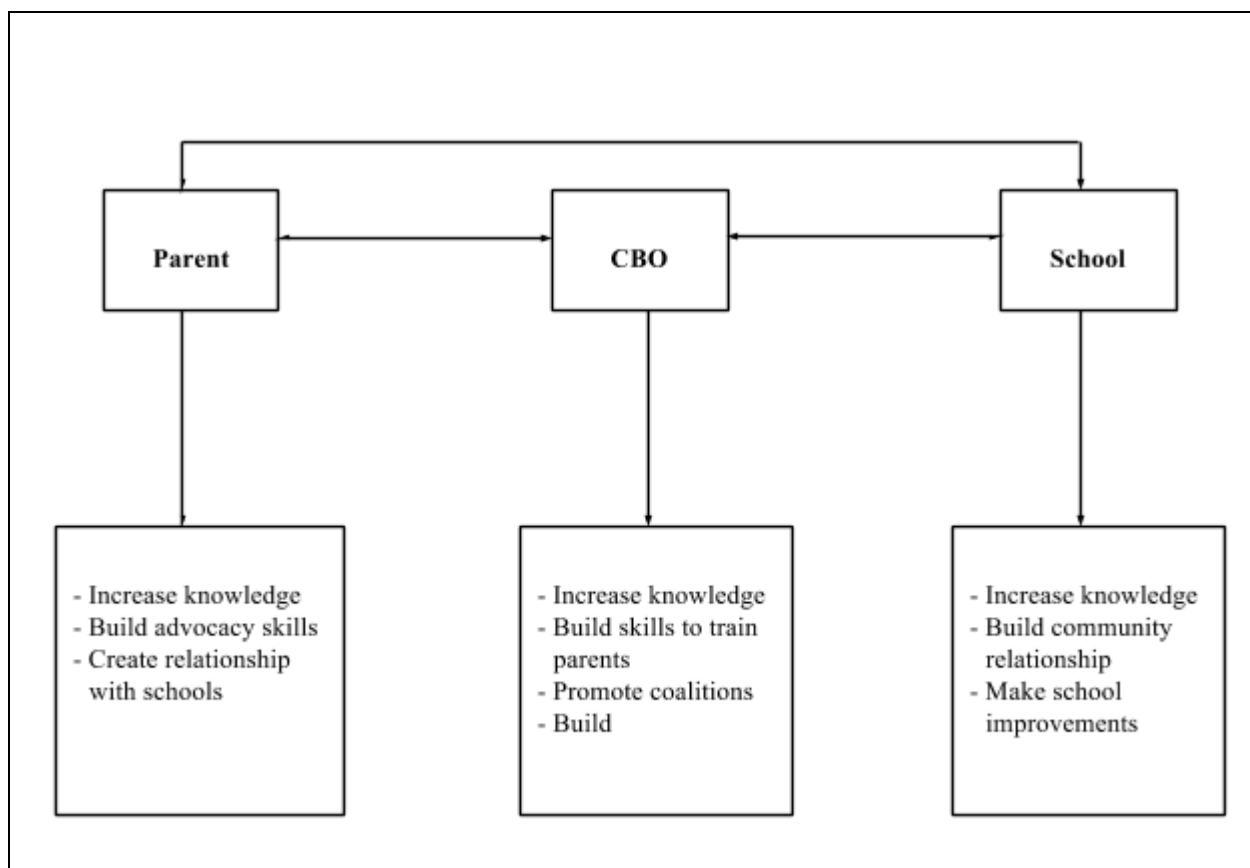 Parent
CBO
School
- Increase knowledge
- Build advocacy skills
- Create relationship
with schools
- Increase knowledge
- Build skills to train
parents
- Promote coalitions
- Build
- Increase knowledge
- Build community
relationship
- Make school
improvements